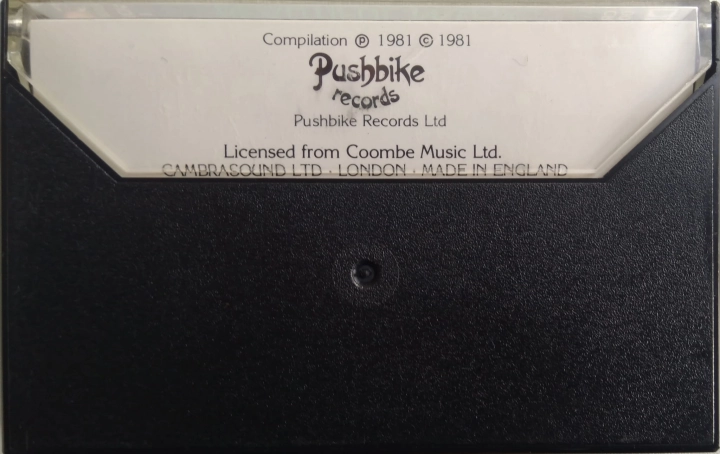 Compilation ℗ 1981 © 1981
Pushbike
records
Pushbike Records Ltd
Licensed from Coombe Music Ltd.
CAMBRASOUND LTD · LONDON · MADE IN ENGLAND